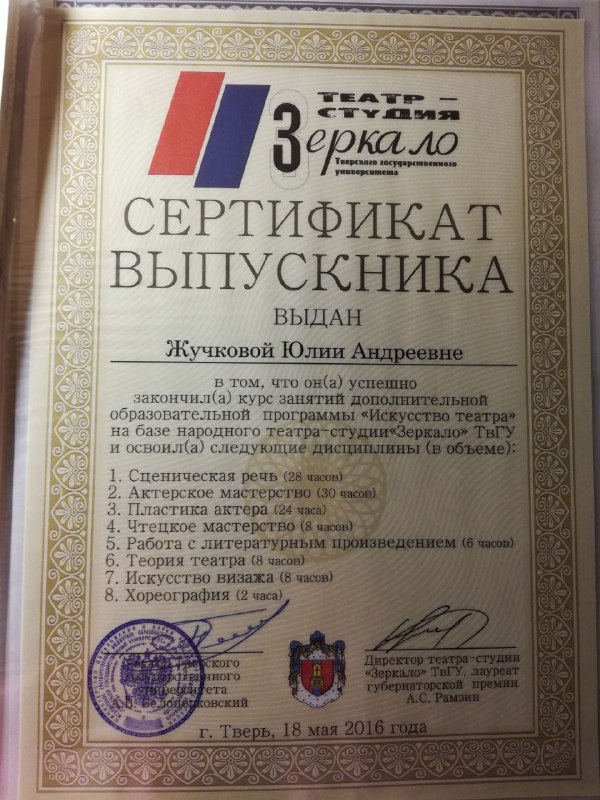 ТЕАТР –
СТУДИЯ
Зеркало
Тверского государственного
университета
СЕРТИФИКАТ
ВЫПУСКНИКА
ВЫДАН
Жучковой Юлии Андреевне
в том, что он(а) успешно
закончил(а) курс занятий дополнительной
образовательной программы «Искусство театра»
на базе народного театра-студии«Зеркало» ТвГУ
и освоил(а) следующие дисциплины (в объеме):
1. Сценическая речь (28 часов)
2. Актерское мастерство (30 часов)
3. Пластика актера (24 часа)
4. Чтецкое мастерство (8 часов)
5. Работа с литературным произведением (6 часов)
6. Теория театра (8 часов)
7. Искусство визажа (8 часов)
8. Хореография (2 часа)
Тверского
государственного
университета
А.В. Белоцерковский
Директор театра-студии
"Зеркало" ТвГУ, лауреат
губернаторской премии
А.С. Рамзин
г. Тверь, 18 мая 2016 года